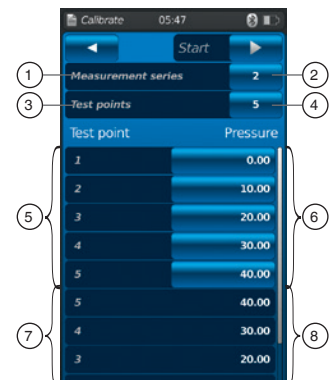 Calibrate 05:47
Start
1 Measurement series 2 2
3 Test points 5 4
Test point Pressure
1 0.00
2 10.00
5 3 20.00 6
4 30.00
5 40.00
5 40.00
7 4 30.00 8
3 20.00